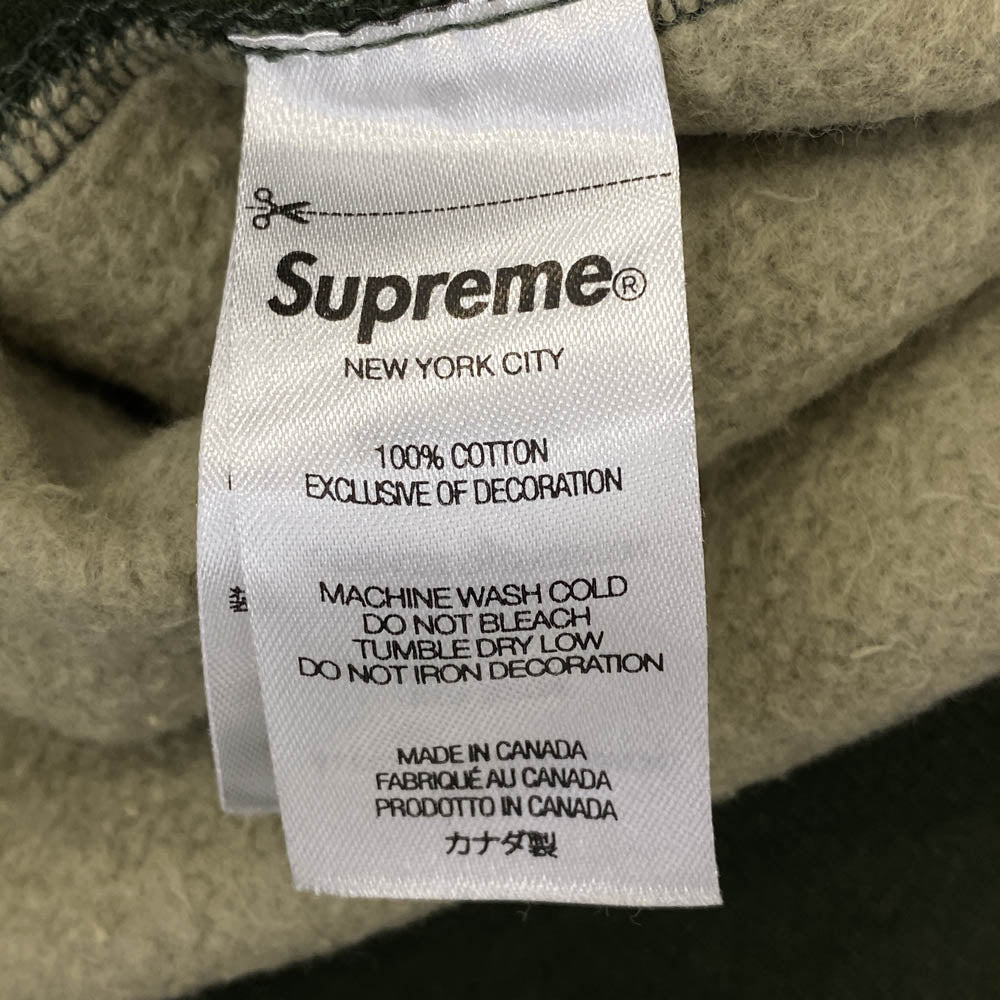 Supreme®
NEW YORK CITY
100% COTTON
EXCLUSIVE OF DECORATION
MACHINE WASH COLD
DO NOT BLEACH
TUMBLE DRY LOW
DO NOT IRON DECORATION
MADE IN CANADA
FABRIQUÉ AU CANADA
PRODOTTO IN CANADA
カナダ製